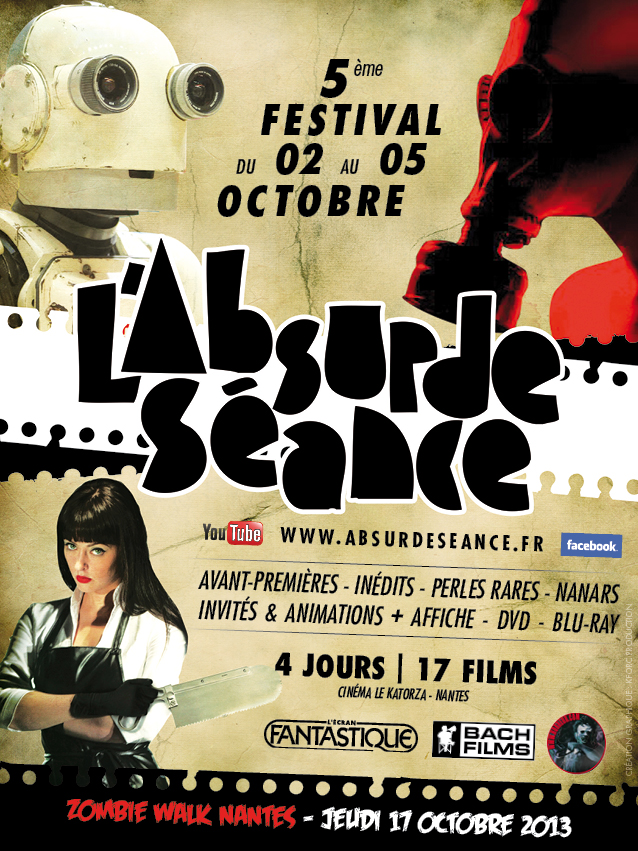 5ème
FESTIVAL
DU 02 AU 05
OCTOBRE
L'Absurde
Séance
YouTube WWW.ABSURDESEANCE.FR facebook
AVANT-PREMIÈRES - INÉDITS - PERLES RARES - NANARS
INVITÉS & ANIMATIONS + AFFICHE - DVD - BLU-RAY
4 JOURS | 17 FILMS
CINÉMA LE KATORZA - NANTES
L'ÉCRAN
FANTASTIQUE
BACH
FILMS
CRÉATION GRAPHIQUE :
PRODUCTION
ZOMBIE WALK NANTES - JEUDI 17 OCTOBRE 2013